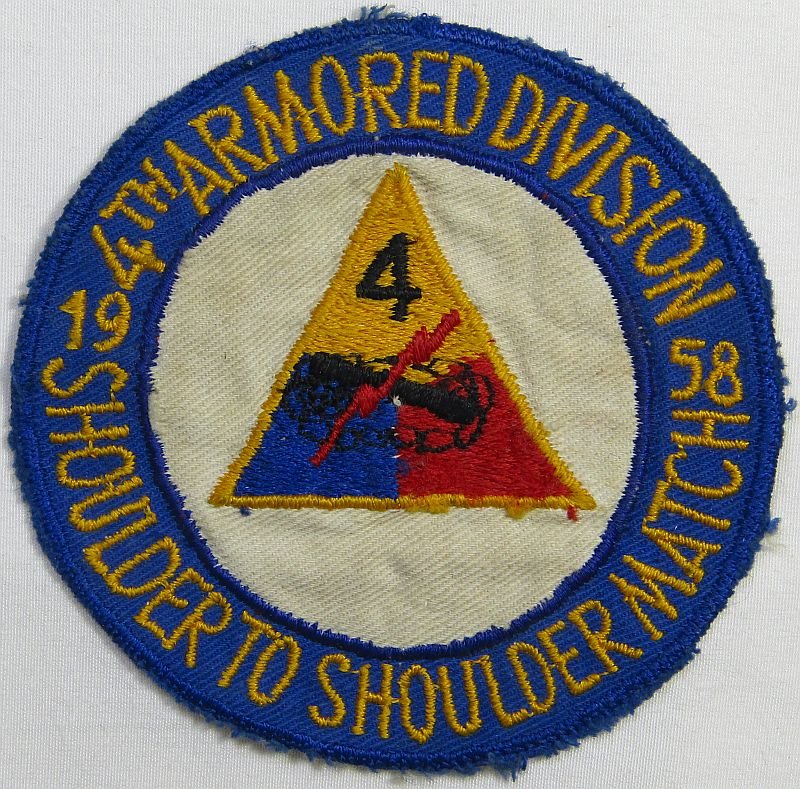 4TH ARMORED DIVISION
19 58
4
SHOULDER TO SHOULDER MATCH